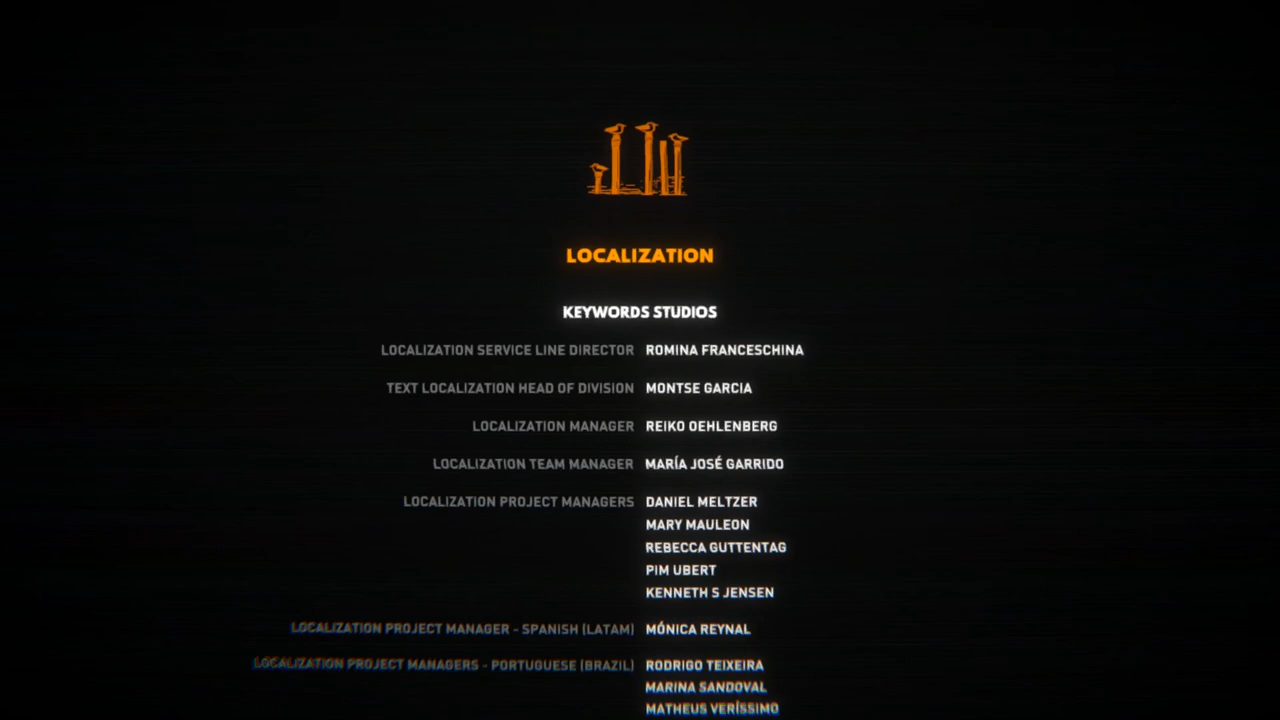 LOCALIZATION
KEYWORDS STUDIOS
LOCALIZATION SERVICE LINE DIRECTOR ROMINA FRANCESCHINA
TEXT LOCALIZATION HEAD OF DIVISION MONTSE GARCIA
LOCALIZATION MANAGER REIKO OEHLENBERG
LOCALIZATION TEAM MANAGER MARÍA JOSÉ GARRIDO
LOCALIZATION PROJECT MANAGERS DANIEL MELTZER
MARY MAULEON
REBECCA GUTTENTAG
PIM UBERT
KENNETH S JENSEN
LOCALIZATION PROJECT MANAGER - SPANISH (LATAM) MÓNICA REYNAL
LOCALIZATION PROJECT MANAGERS - PORTUGUESE (BRAZIL) RODRIGO TEIXEIRA
MARINA SANDOVAL
MATHEUS VERÍSSIMO